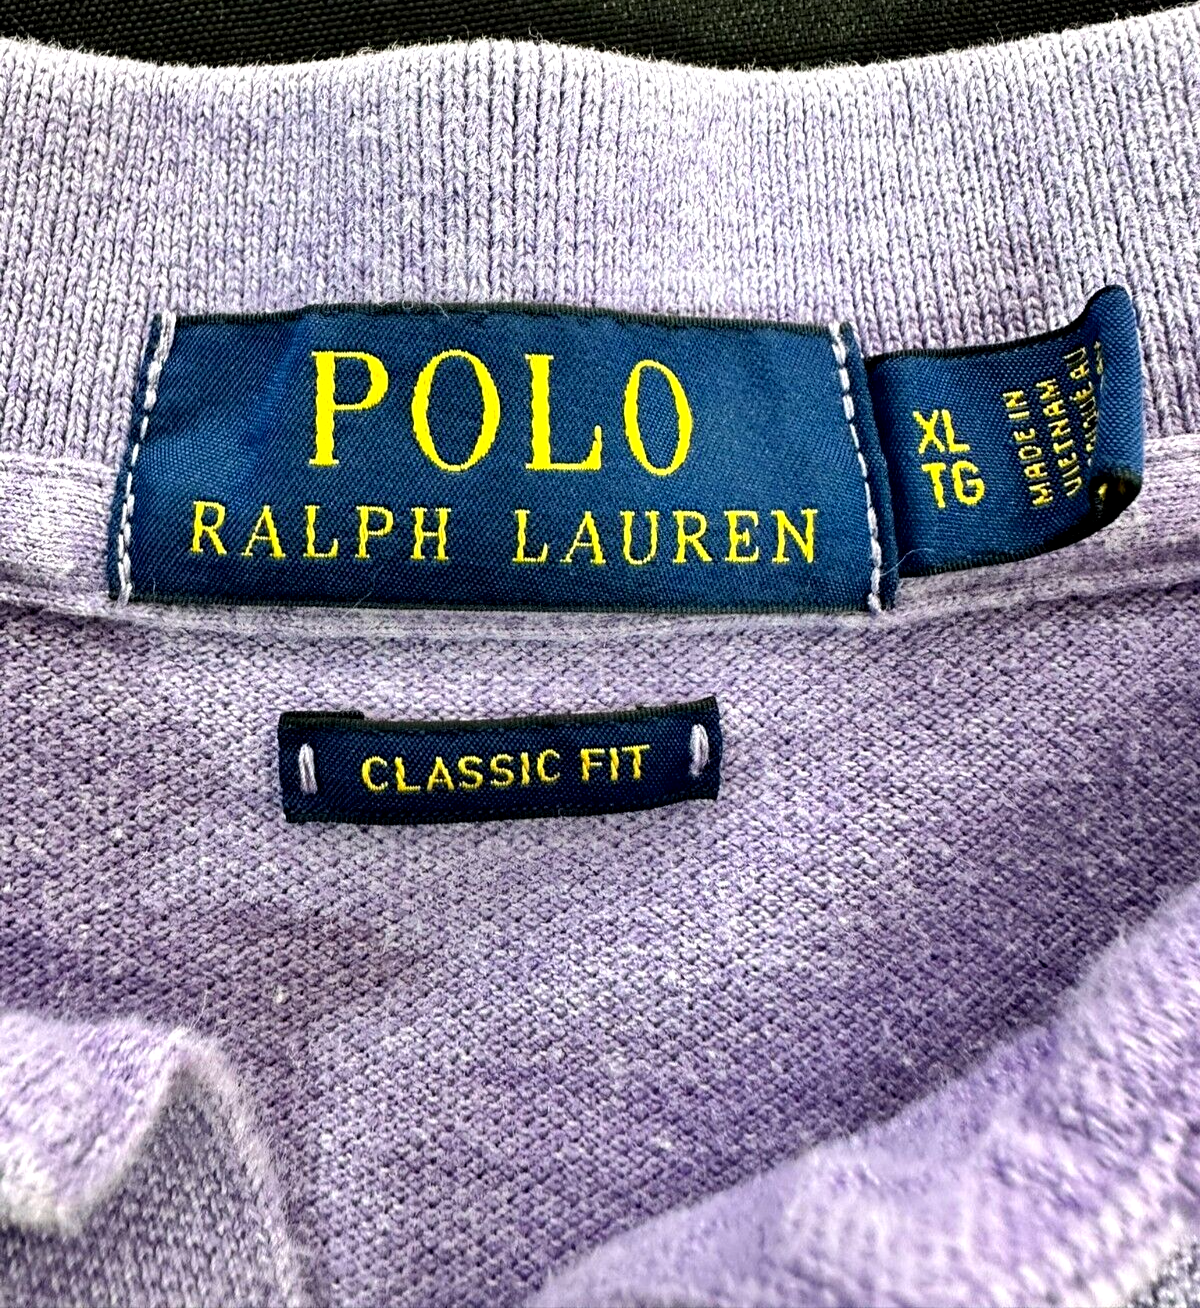 POLO
RALPH LAUREN
XL
TG
MADE IN
VIETNAM
CLASSIC FIT